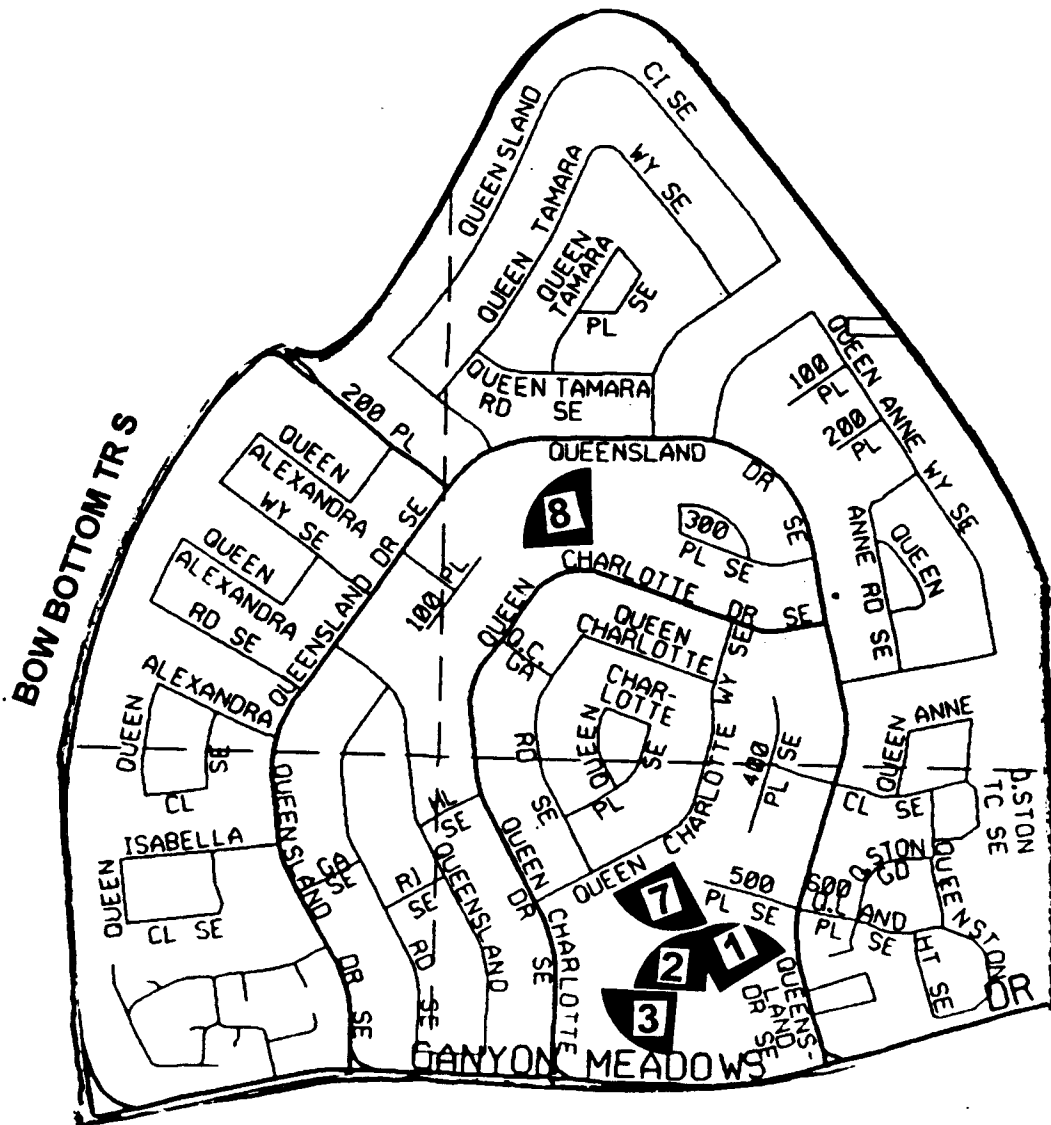 CI SE
QUEENSLAND
WY SE
QUEEN TAMARA
QUEEN
TAMARA
PL SE
QUEEN TAMARA
RD SE
200 PL
QUEEN ANNE WY SE
100
PL
200
PL
BOW BOTTOM TR S
QUEEN
ALEXANDRA
WY SE
QUEENSLAND DR SE
QUEENSLAND DR SE
8
300
PL SE
ANNE RD SE
QUEEN
QUEEN
ALEXANDRA
RD SE
100 PL
QUEEN CHARLOTTE DR SE
Q.C.
GA
QUEEN
CHARLOTTE
RD SE
CHAR-
LOTTE
QUEEN
PL SE
QUEEN CHARLOTTE WY SE
ALEXANDRA
QUEEN
CL SE
400
PL SE
QUEEN ANNE
CL SE
Q.STON
TC SE
ISABELLA
QUEEN
CL SE
QUEENSLAND DR SE
GA
SE
RI
SE
RD SE
HL
SE
QUEENSLAND
QUEEN
DR SE
CHARLOTTE
7
500
PL SE
600
Q.LAND
PL SE
Q.STON
GD
QUEENSTON
HT SE
DR
1
2
3
QUEENS-
LAND
DR SE
CANYON MEADOWS